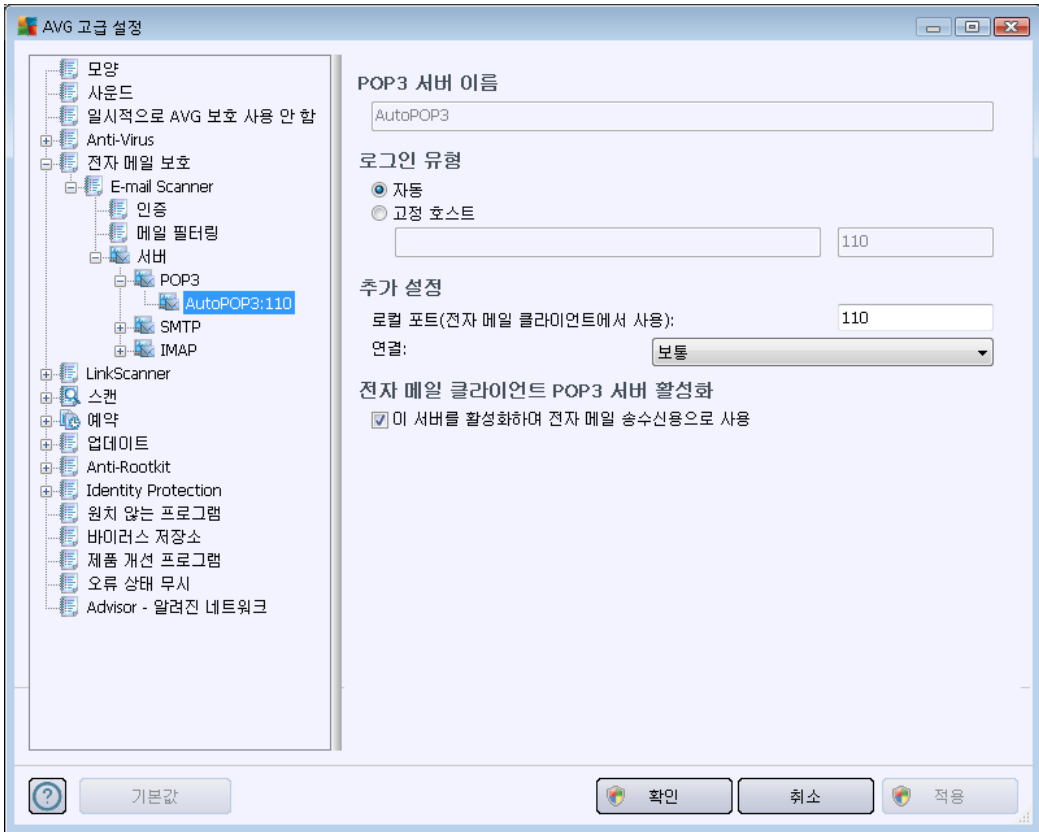 AVG 고급 설정
모양
사운드
일시적으로 AVG 보호 사용 안 함
Anti-Virus
전자 메일 보호
E-mail Scanner
인증
메일 필터링
서버
POP3
AutoPOP3:110
SMTP
IMAP
LinkScanner
스캔
예약
업데이트
Anti-Rootkit
Identity Protection
원치 않는 프로그램
바이러스 저장소
제품 개선 프로그램
오류 상태 무시
Advisor - 알려진 네트워크
POP3 서버 이름
AutoPOP3
로그인 유형
자동
고정 호스트
110
추가 설정
로컬 포트(전자 메일 클라이언트에서 사용): 110
연결: 보통
전자 메일 클라이언트 POP3 서버 활성화
이 서버를 활성화하여 전자 메일 송수신용으로 사용
기본값 확인 취소 적용